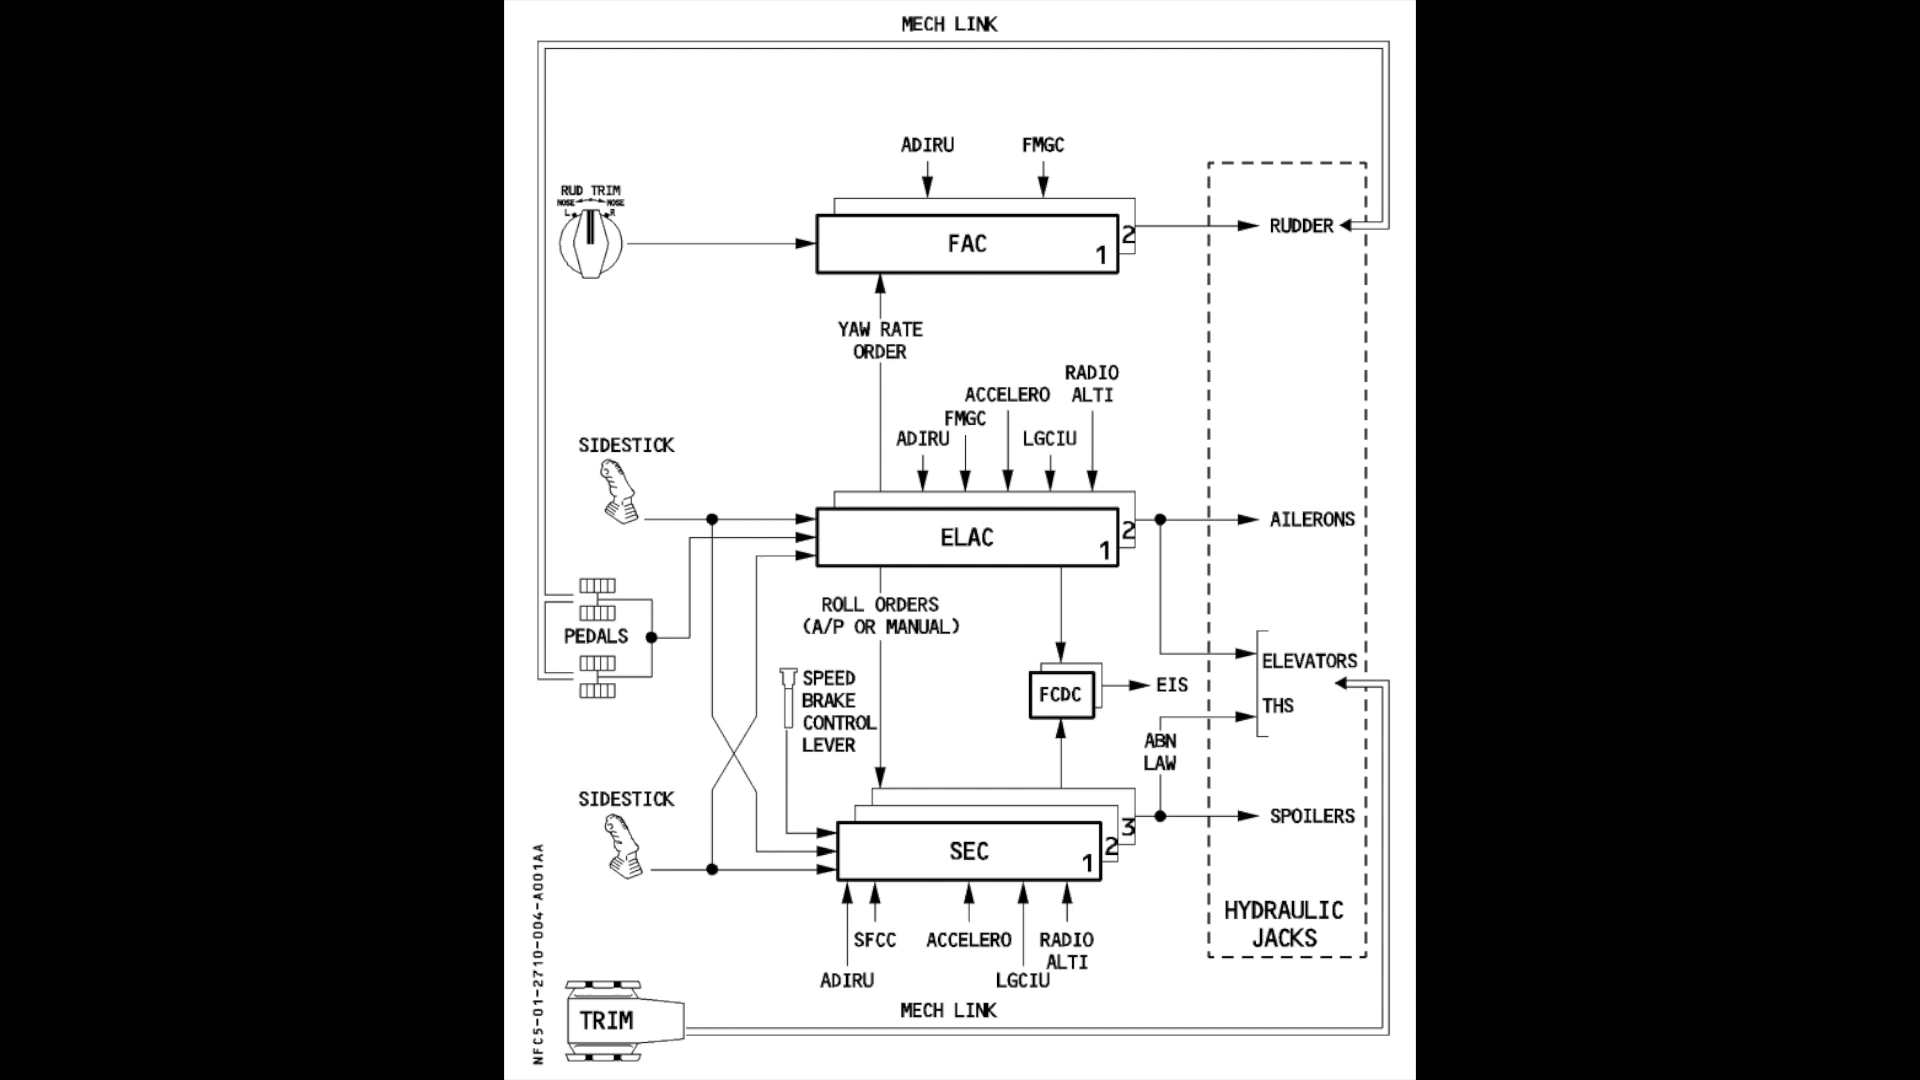 MECH LINK
ADIRU FMGC
RUD TRIM
NOSE NOSE
L R
FAC
1
2
RUDDER
YAW RATE
ORDER
RADIO
ALTI
ACCELERO
FMGC
ADIRU LGCIU
SIDESTICK
ELAC
1
2
AILERONS
ROLL ORDERS
(A/P OR MANUAL)
PEDALS
SPEED
BRAKE
CONTROL
LEVER
FCDC
EIS
ELEVATORS
THS
ABN
LAW
SIDESTICK
SEC
1
2
3
SPOILERS
HYDRAULIC
JACKS
SFCC ACCELERO RADIO
ALTI
ADIRU LGCIU
MECH LINK
TRIM
NFC5-01-2710-004-A001AA